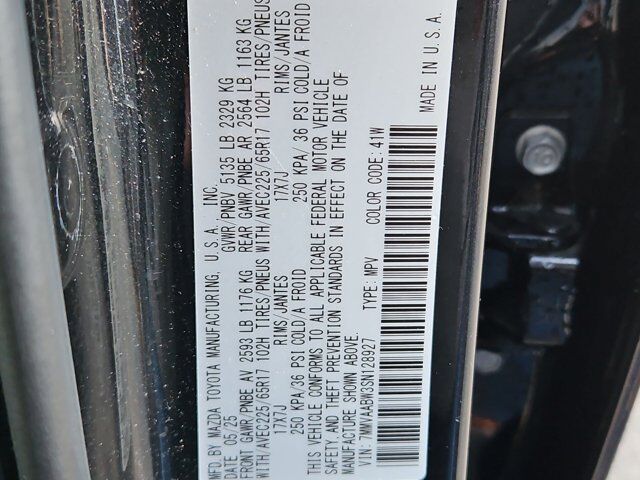 MFD. BY MAZDA TOYOTA MANUFACTURING, U.S.A., INC.
DATE: 05/25 GVWR/PNBV 5135 LB 2329 KG
FRONT GAWR/PNBE AV 2593 LB 1176 KG REAR GAWR/PNBE AR 2564 LB 1163 KG
WITH/AVEC225/65R17 102H TIRES/PNEUS WITH/AVEC225/65R17 102H TIRES/PNEUS
17X7J RIMS/JANTES 17X7J RIMS/JANTES
250 KPA/36 PSI COLD/A FROID 250 KPA/36 PSI COLD/A FROID
THIS VEHICLE CONFORMS TO ALL APPLICABLE FEDERAL MOTOR VEHICLE
SAFETY, AND THEFT PREVENTION STANDARDS IN EFFECT ON THE DATE OF
MANUFACTURE SHOWN ABOVE.
VIN: 7MMVAABW3SN128927 TYPE: MPV COLOR CODE: 41W
MADE IN U.S.A.